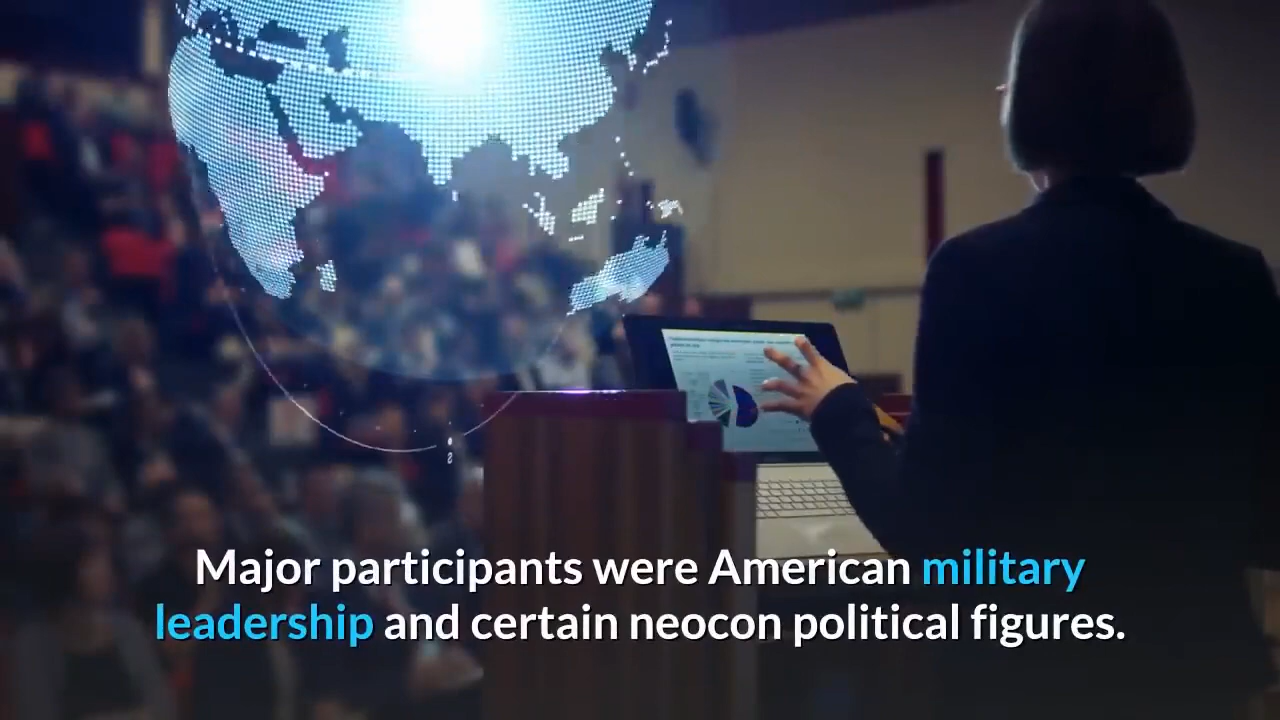 Major participants were American military
leadership and certain neocon political figures.